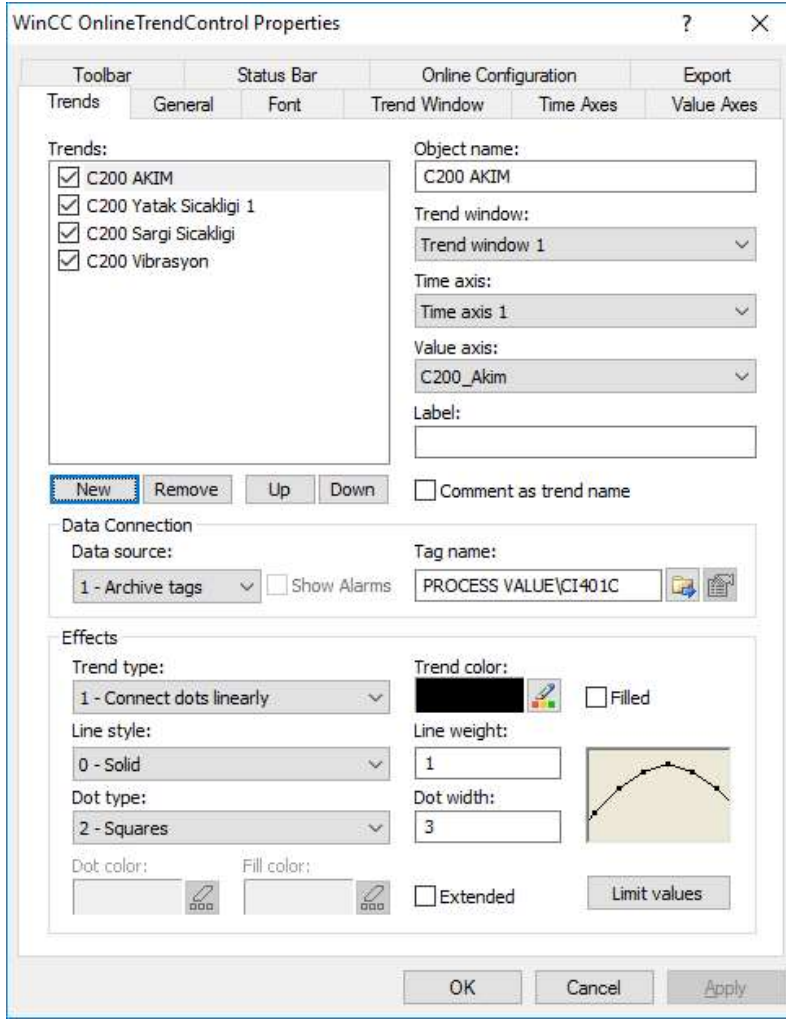 WinCC OnlineTrendControl Properties ? ×
Toolbar Status Bar Online Configuration Export
Trends General Font Trend Window Time Axes Value Axes
Trends:
C200 AKIM
C200 Yatak Sicakligi 1
C200 Sargi Sicakligi
C200 Vibrasyon
New Remove Up Down
Object name:
C200 AKIM
Trend window:
Trend window 1
Time axis:
Time axis 1
Value axis:
C200_Akim
Label:
Comment as trend name
Data Connection
Data source:
1 - Archive tags
Show Alarms
Tag name:
PROCESS VALUE\CI401C
Effects
Trend type:
1 - Connect dots linearly
Trend color:
Filled
Line style:
0 - Solid
Line weight:
1
Dot type:
2 - Squares
Dot width:
3
Dot color:
Fill color:
Extended
Limit values
OK Cancel Apply